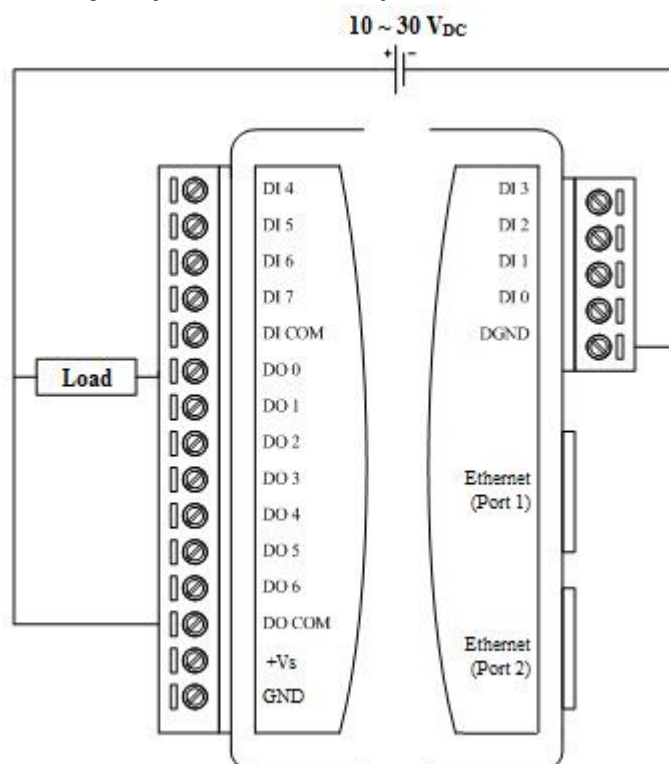 10 ~ 30 VDC
+ −
DI 4
DI 5
DI 6
DI 7
DI COM
DO 0
DO 1
DO 2
DO 3
DO 4
DO 5
DO 6
DO COM
+Vs
GND
Load
DI 3
DI 2
DI 1
DI 0
DGND
Ethernet
(Port 1)
Ethernet
(Port 2)